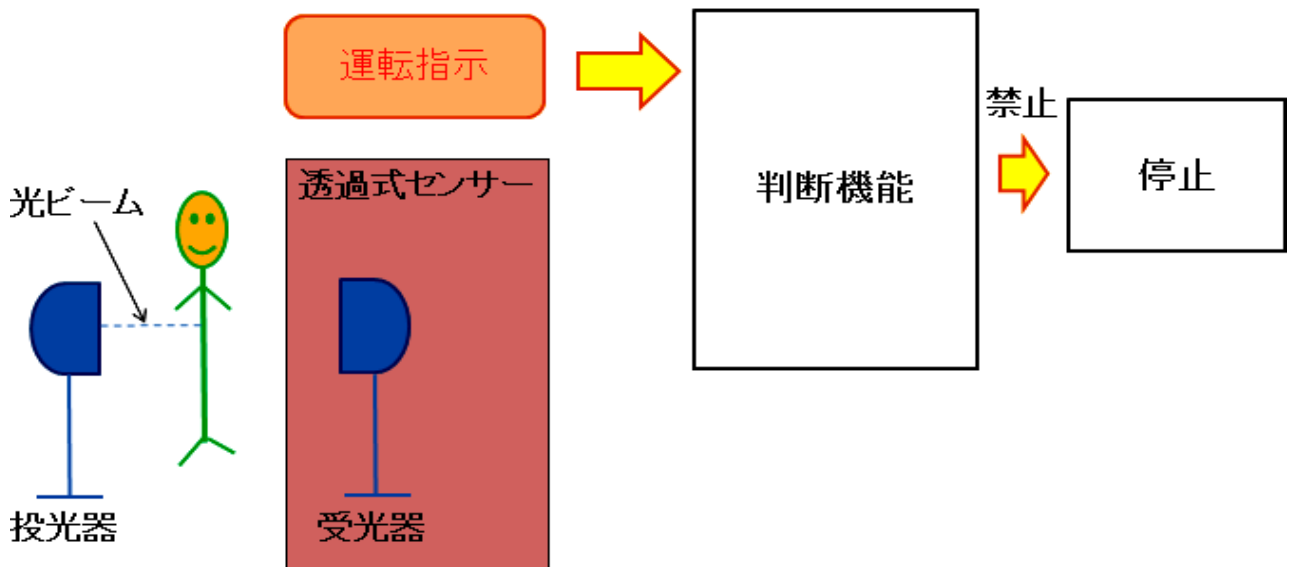 運転指示
禁止
透過式センサー
光ビーム
判断機能
停止
投光器
受光器